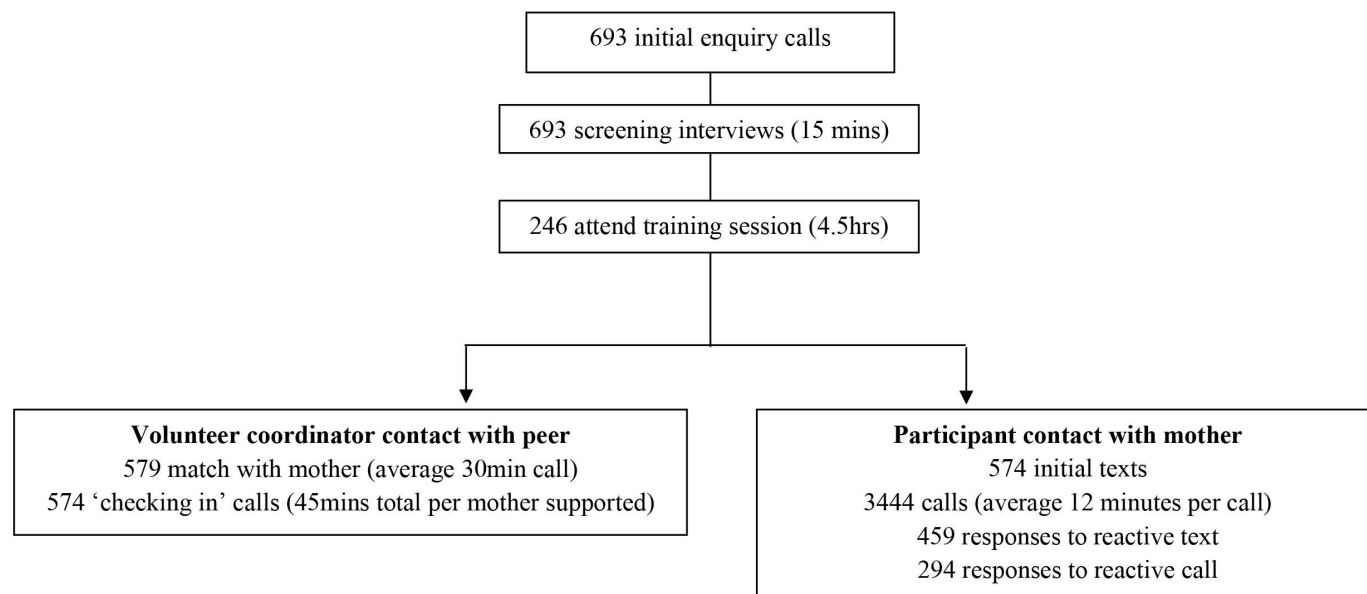 693 initial enquiry calls
693 screening interviews (15 mins)
246 attend training session (4.5hrs)
Volunteer coordinator contact with peer
579 match with mother (average 30min call)
574 ‘checking in’ calls (45mins total per mother supported)
Participant contact with mother
574 initial texts
3444 calls (average 12 minutes per call)
459 responses to reactive text
294 responses to reactive call